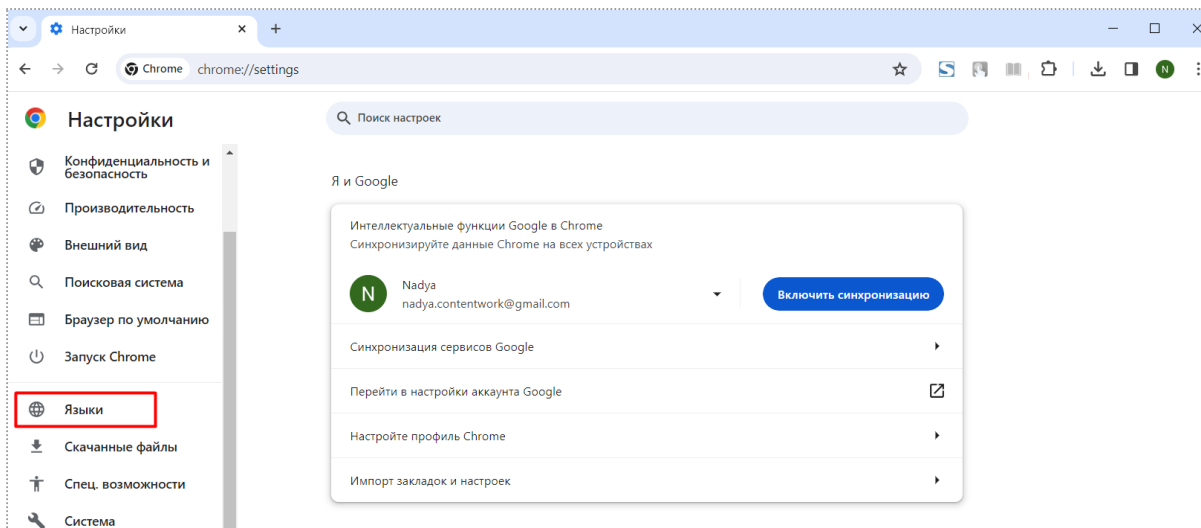 Настройки
Chrome chrome://settings
N
Настройки
Поиск настроек
Конфиденциальность и
безопасность
Производительность
Внешний вид
Поисковая система
Браузер по умолчанию
Запуск Chrome
Языки
Скачанные файлы
Спец. возможности
Система
Я и Google
Интеллектуальные функции Google в Chrome
Синхронизируйте данные Chrome на всех устройствах
N
Nadya
nadya.contentwork@gmail.com
Включить синхронизацию
Синхронизация сервисов Google
Перейти в настройки аккаунта Google
Настройте профиль Chrome
Импорт закладок и настроек